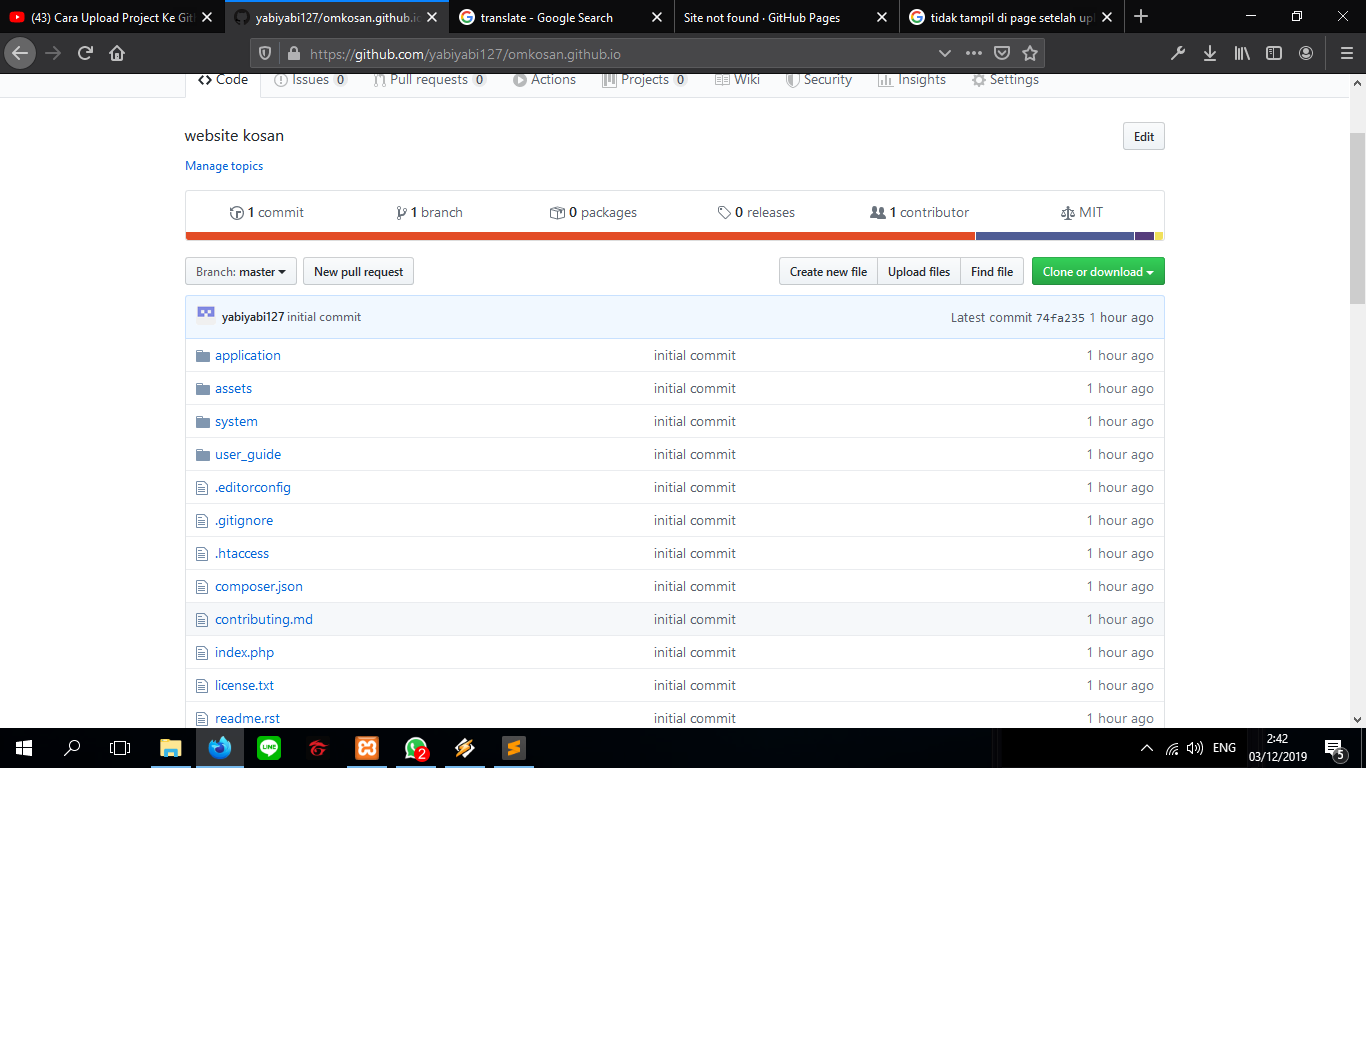 (43) Cara Upload Project Ke Git
yabiyabi127/omkosan.github.io
translate - Google Search
Site not found · GitHub Pages
tidak tampil di page setelah upl
https://github.com/yabiyabi127/omkosan.github.io
Code
Issues 0
Pull requests 0
Actions
Projects 0
Wiki
Security
Insights
Settings
website kosan
Edit
Manage topics
1 commit
1 branch
0 packages
0 releases
1 contributor
MIT
Branch: master
New pull request
Create new file
Upload files
Find file
Clone or download
yabiyabi127 initial commit
Latest commit 74fa235 1 hour ago
application initial commit 1 hour ago
assets initial commit 1 hour ago
system initial commit 1 hour ago
user_guide initial commit 1 hour ago
.editorconfig initial commit 1 hour ago
.gitignore initial commit 1 hour ago
.htaccess initial commit 1 hour ago
composer.json initial commit 1 hour ago
contributing.md initial commit 1 hour ago
index.php initial commit 1 hour ago
license.txt initial commit 1 hour ago
readme.rst initial commit 1 hour ago
LINE
2
ENG
2:42
03/12/2019
5